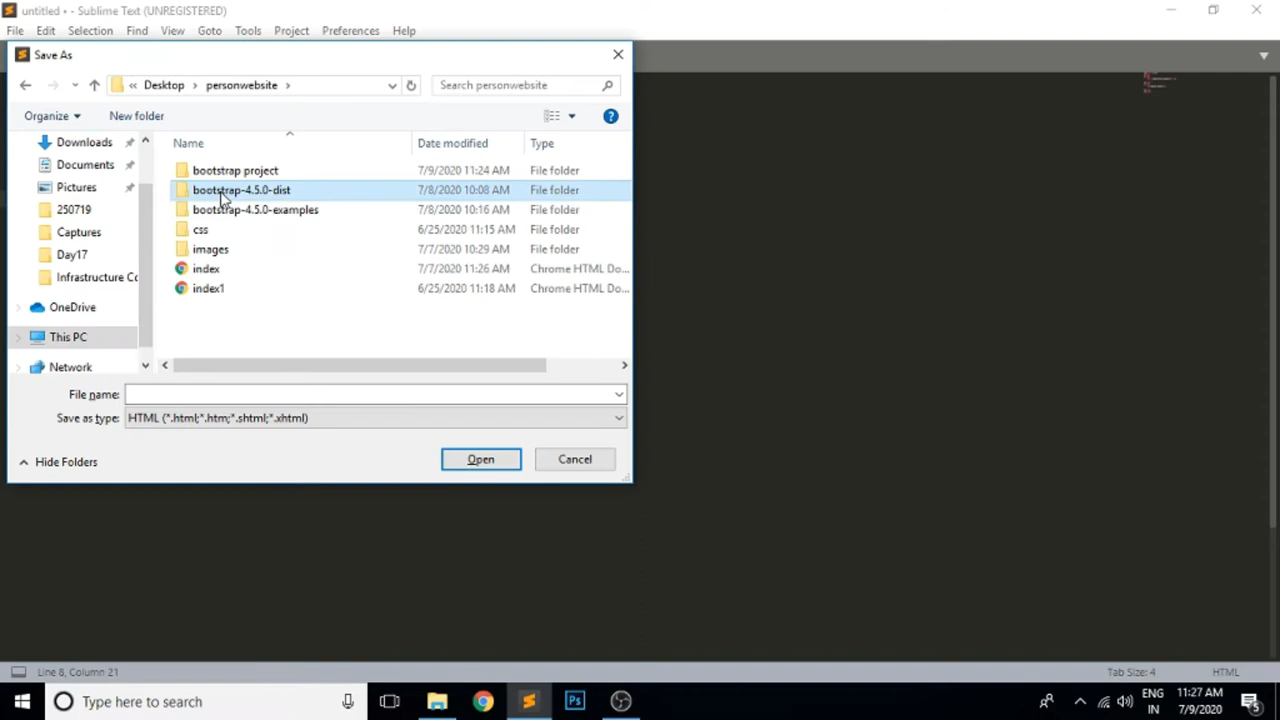 untitled • - Sublime Text (UNREGISTERED)
File Edit Selection Find View Goto Tools Project Preferences Help
Save As
« Desktop › personwebsite › Search personwebsite
Organize New folder
Name Date modified Type
Downloads
Documents
Pictures
250719
Captures
Day17
Infrastructure Co
OneDrive
This PC
Network
bootstrap project 7/9/2020 11:24 AM File folder
bootstrap-4.5.0-dist 7/8/2020 10:08 AM File folder
bootstrap-4.5.0-examples 7/8/2020 10:16 AM File folder
css 6/25/2020 11:15 AM File folder
images 7/7/2020 10:29 AM File folder
index 7/7/2020 11:26 AM Chrome HTML Do...
index1 6/25/2020 11:18 AM Chrome HTML Do...
File name:
Save as type: HTML (*.html;*.htm;*.shtml;*.xhtml)
Hide Folders Open Cancel
Line 8, Column 21 Tab Size: 4 HTML
Type here to search
Ps
ENG
IN
11:27 AM
7/9/2020
5